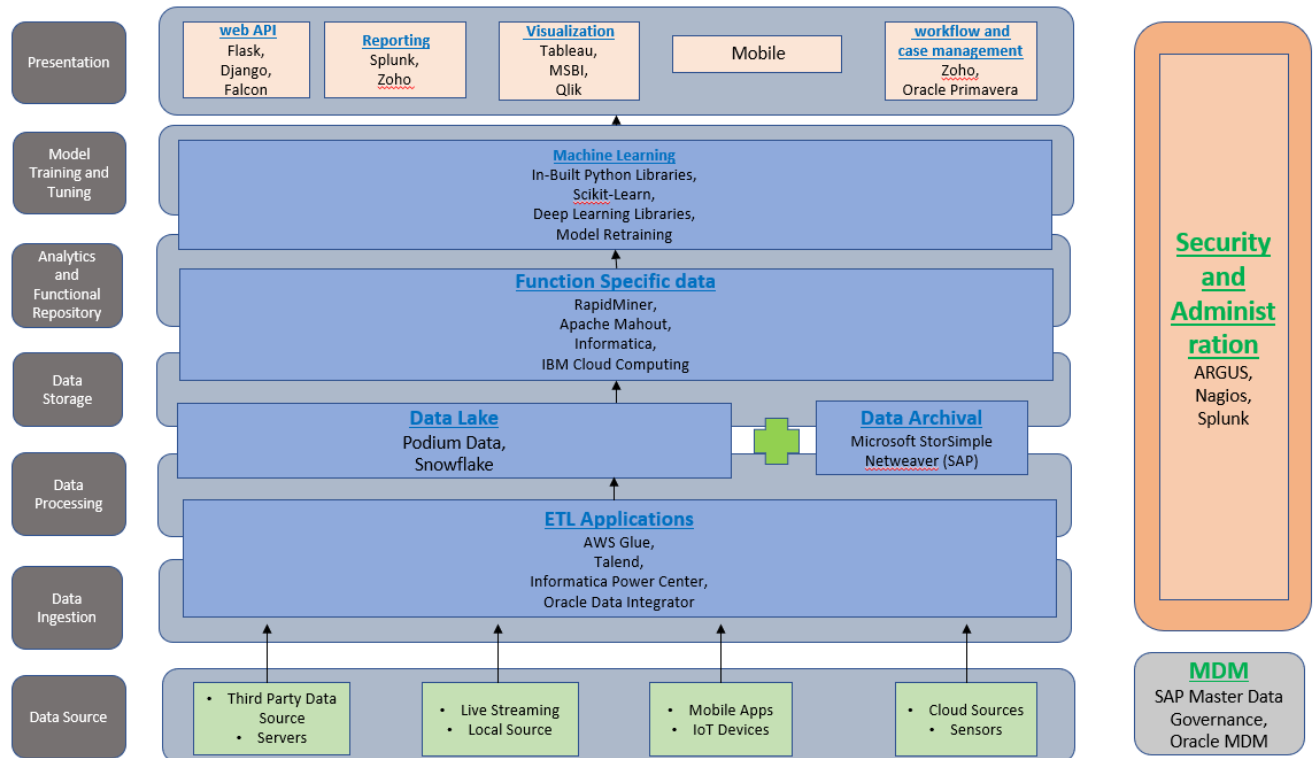 Presentation
web API
Flask,
Django,
Falcon
Reporting
Splunk,
Zoho
Visualization
Tableau,
MSBI,
Qlik
Mobile
workflow and
case management
Zoho,
Oracle Primavera
Model
Training and
Tuning
Machine Learning
In-Built Python Libraries,
Scikit-Learn,
Deep Learning Libraries,
Model Retraining
Analytics
and
Functional
Repository
Function Specific data
RapidMiner,
Apache Mahout,
Informatica,
IBM Cloud Computing
Data
Storage
Data Lake
Podium Data,
Snowflake
Data Archival
Microsoft StorSimple
Netweaver (SAP)
Data
Processing
ETL Applications
AWS Glue,
Talend,
Informatica Power Center,
Oracle Data Integrator
Data
Ingestion
Data Source
• Third Party Data
Source
• Servers
• Live Streaming
• Local Source
• Mobile Apps
• IoT Devices
• Cloud Sources
• Sensors
Security
and
Administ
ration
ARGUS,
Nagios,
Splunk
MDM
SAP Master Data
Governance,
Oracle MDM